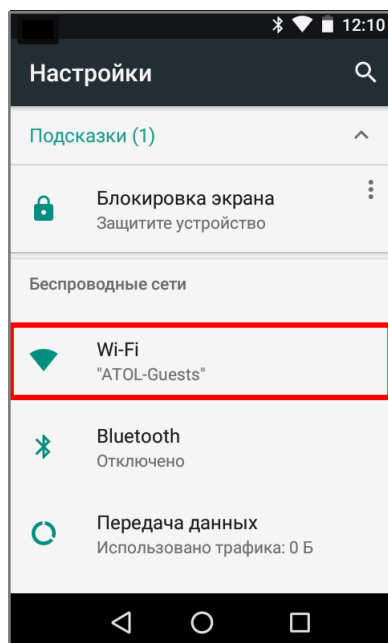 12:10
Настройки
Подсказки (1)
Блокировка экрана
Защитите устройство
Беспроводные сети
Wi-Fi
"ATOL-Guests"
Bluetooth
Отключено
Передача данных
Использовано трафика: 0 Б